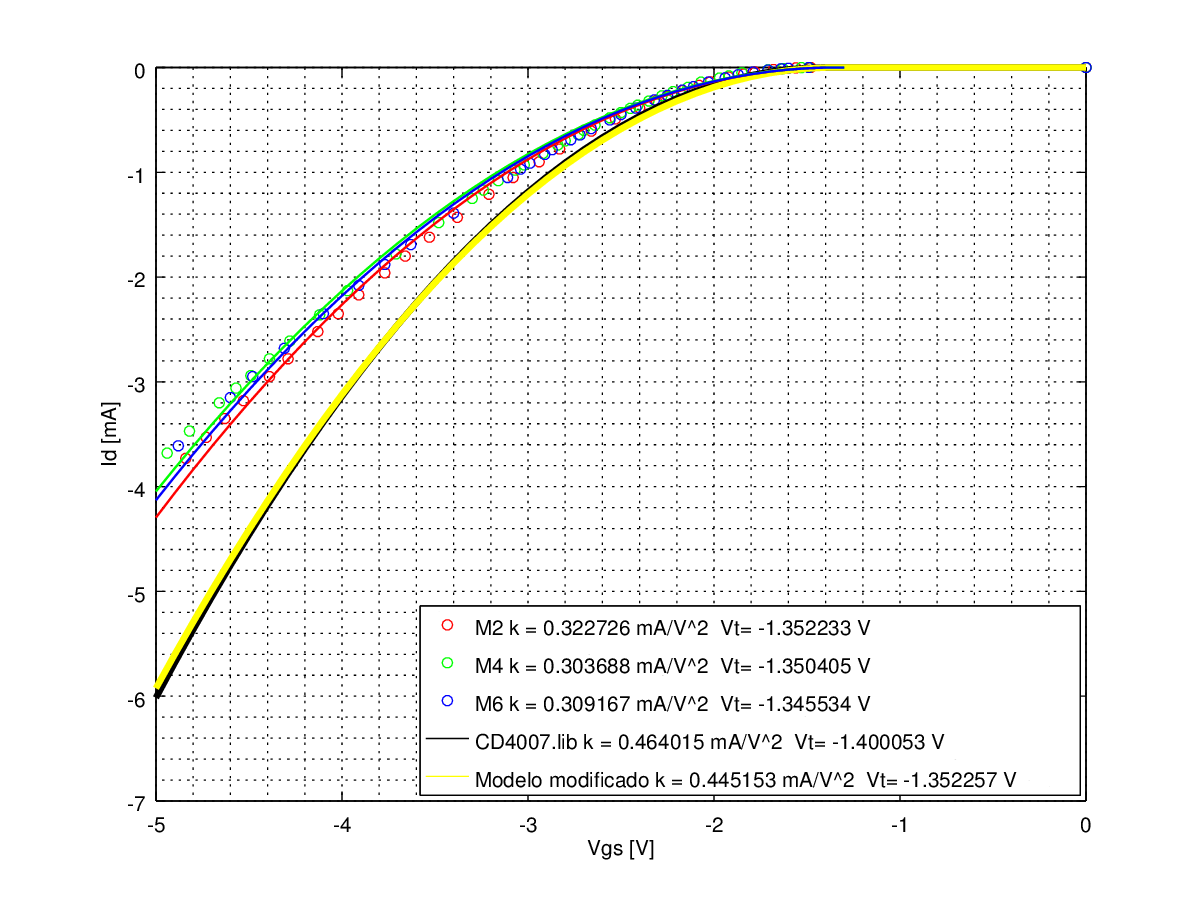 0
-1
-2
-3
-4
-5
-6
-7
Id [mA]
M2 k = 0.322726 mA/V^2 Vt= -1.352233 V
M4 k = 0.303688 mA/V^2 Vt= -1.350405 V
M6 k = 0.309167 mA/V^2 Vt= -1.345534 V
CD4007.lib k = 0.464015 mA/V^2 Vt= -1.400053 V
Modelo modificado k = 0.445153 mA/V^2 Vt= -1.352257 V
-5 -4 -3 -2 -1 0
Vgs [V]